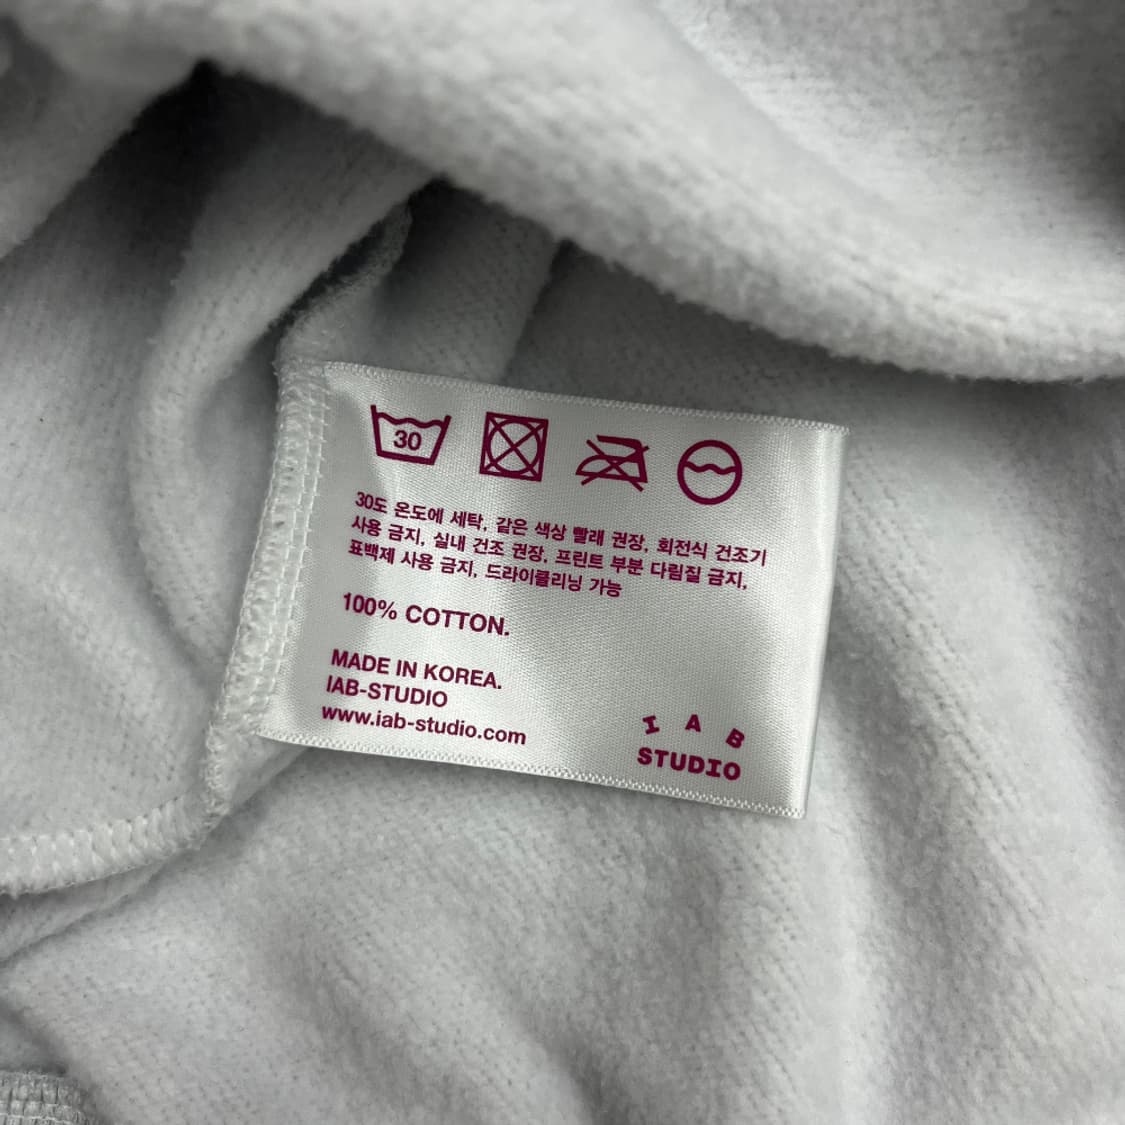 30
30도 온도에 세탁, 같은 색상 빨래 권장, 회전식 건조기
사용 금지, 실내 건조 권장, 프린트 부분 다림질 금지,
표백제 사용 금지, 드라이클리닝 가능
100% COTTON.
MADE IN KOREA.
IAB-STUDIO
www.iab-studio.com
I A B
STUDIO